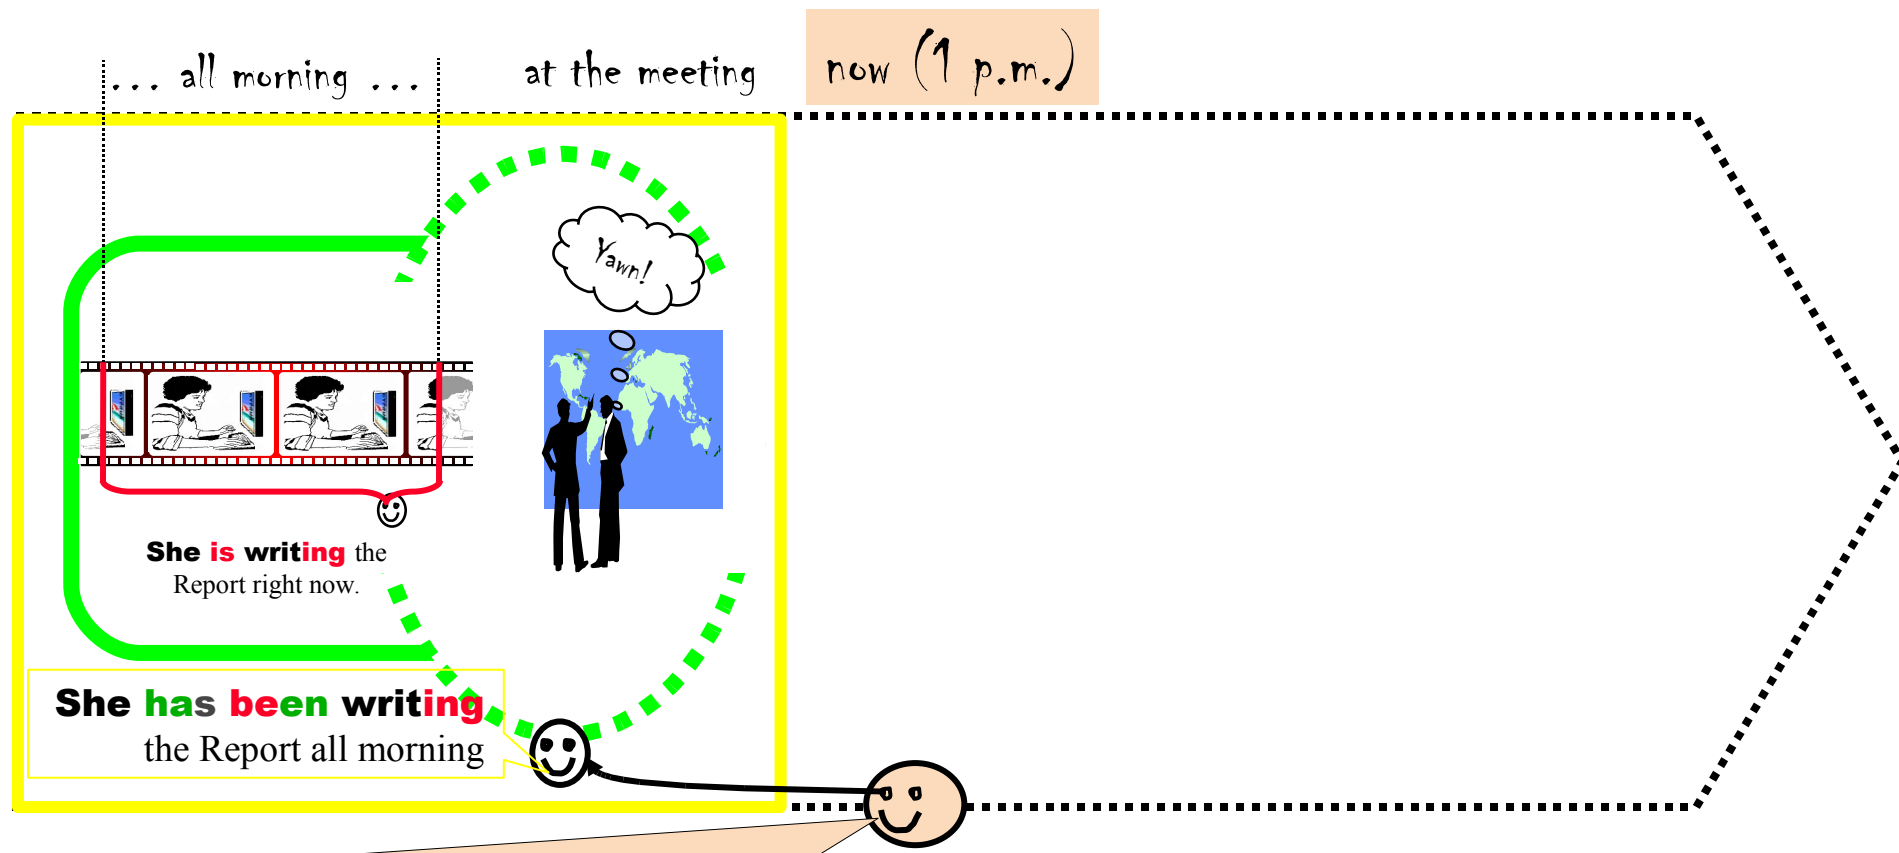 ... all morning ...
at the meeting
now (1 p.m.)
Yawn!
She is writing the
Report right now.
She has been writing
the Report all morning